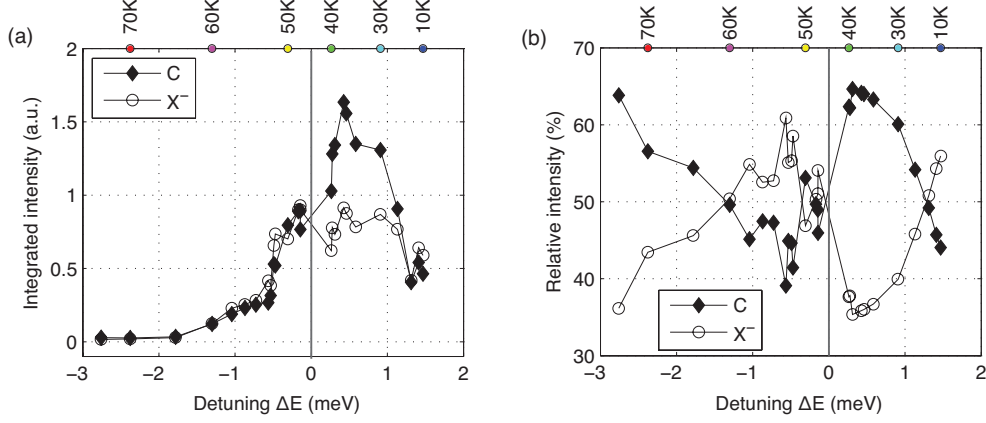 (a)
70K 60K 50K 40K 30K 10K
2
1.5
1
0.5
0
Integrated intensity (a.u.)
C
X−
−3 −2 −1 0 1 2
Detuning ΔE (meV)
(b)
70K 60K 50K 40K 30K 10K
70
60
50
40
30
Relative intensity (%)
C
X−
−3 −2 −1 0 1 2
Detuning ΔE (meV)